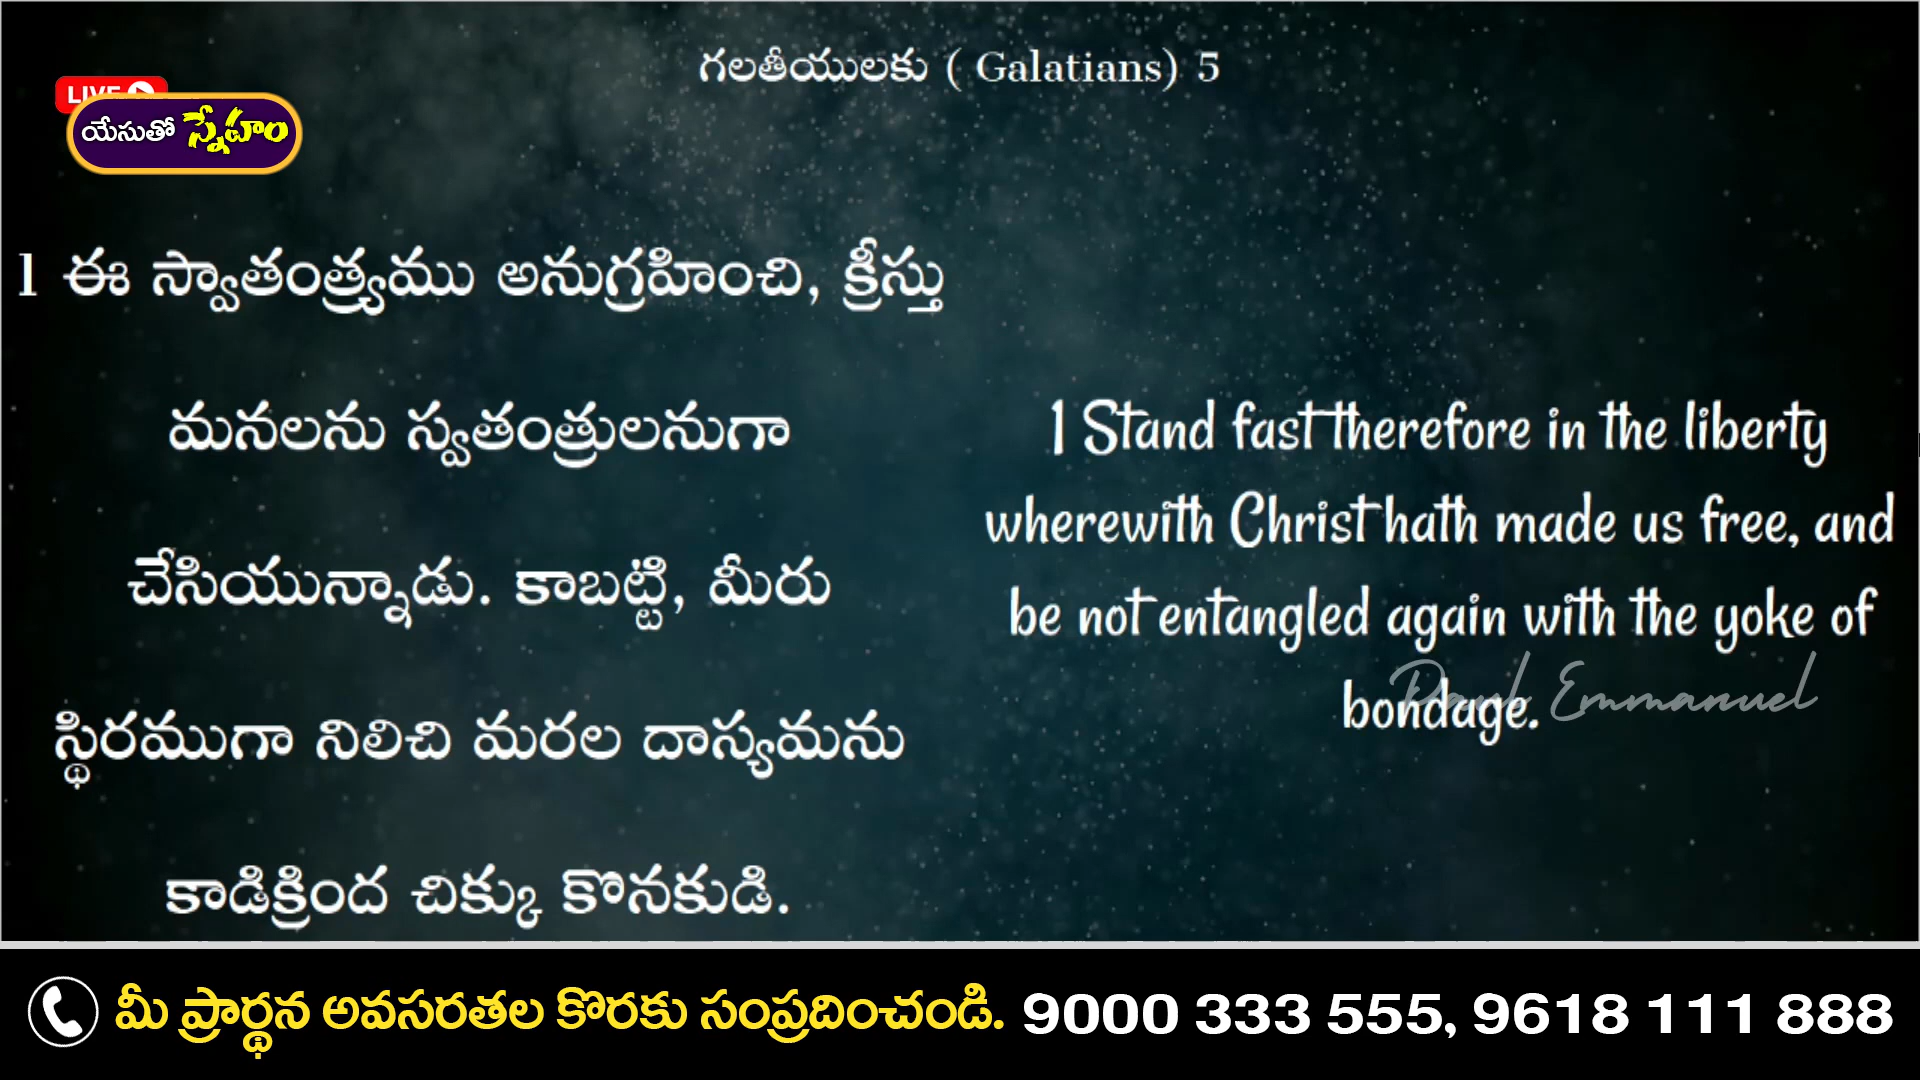 గలతీయులకు ( Galatians) 5
LIVE
యేసుతో స్నేహం
1 ఈ స్వాతంత్ర్యము అనుగ్రహించి, క్రీస్తు
మనలను స్వతంత్రులనుగా
చేసియున్నాడు. కాబట్టి, మీరు
స్థిరముగా నిలిచి మరల దాస్యమను
కాడిక్రింద చిక్కు కొనకుడి.
1 Stand fast therefore in the liberty
wherewith Christ hath made us free, and
be not entangled again with the yoke of
bondage.
Paul Emmanuel
మీ ప్రార్థన అవసరతల కొరకు సంప్రదించండి. 9000 333 555, 9618 111 888